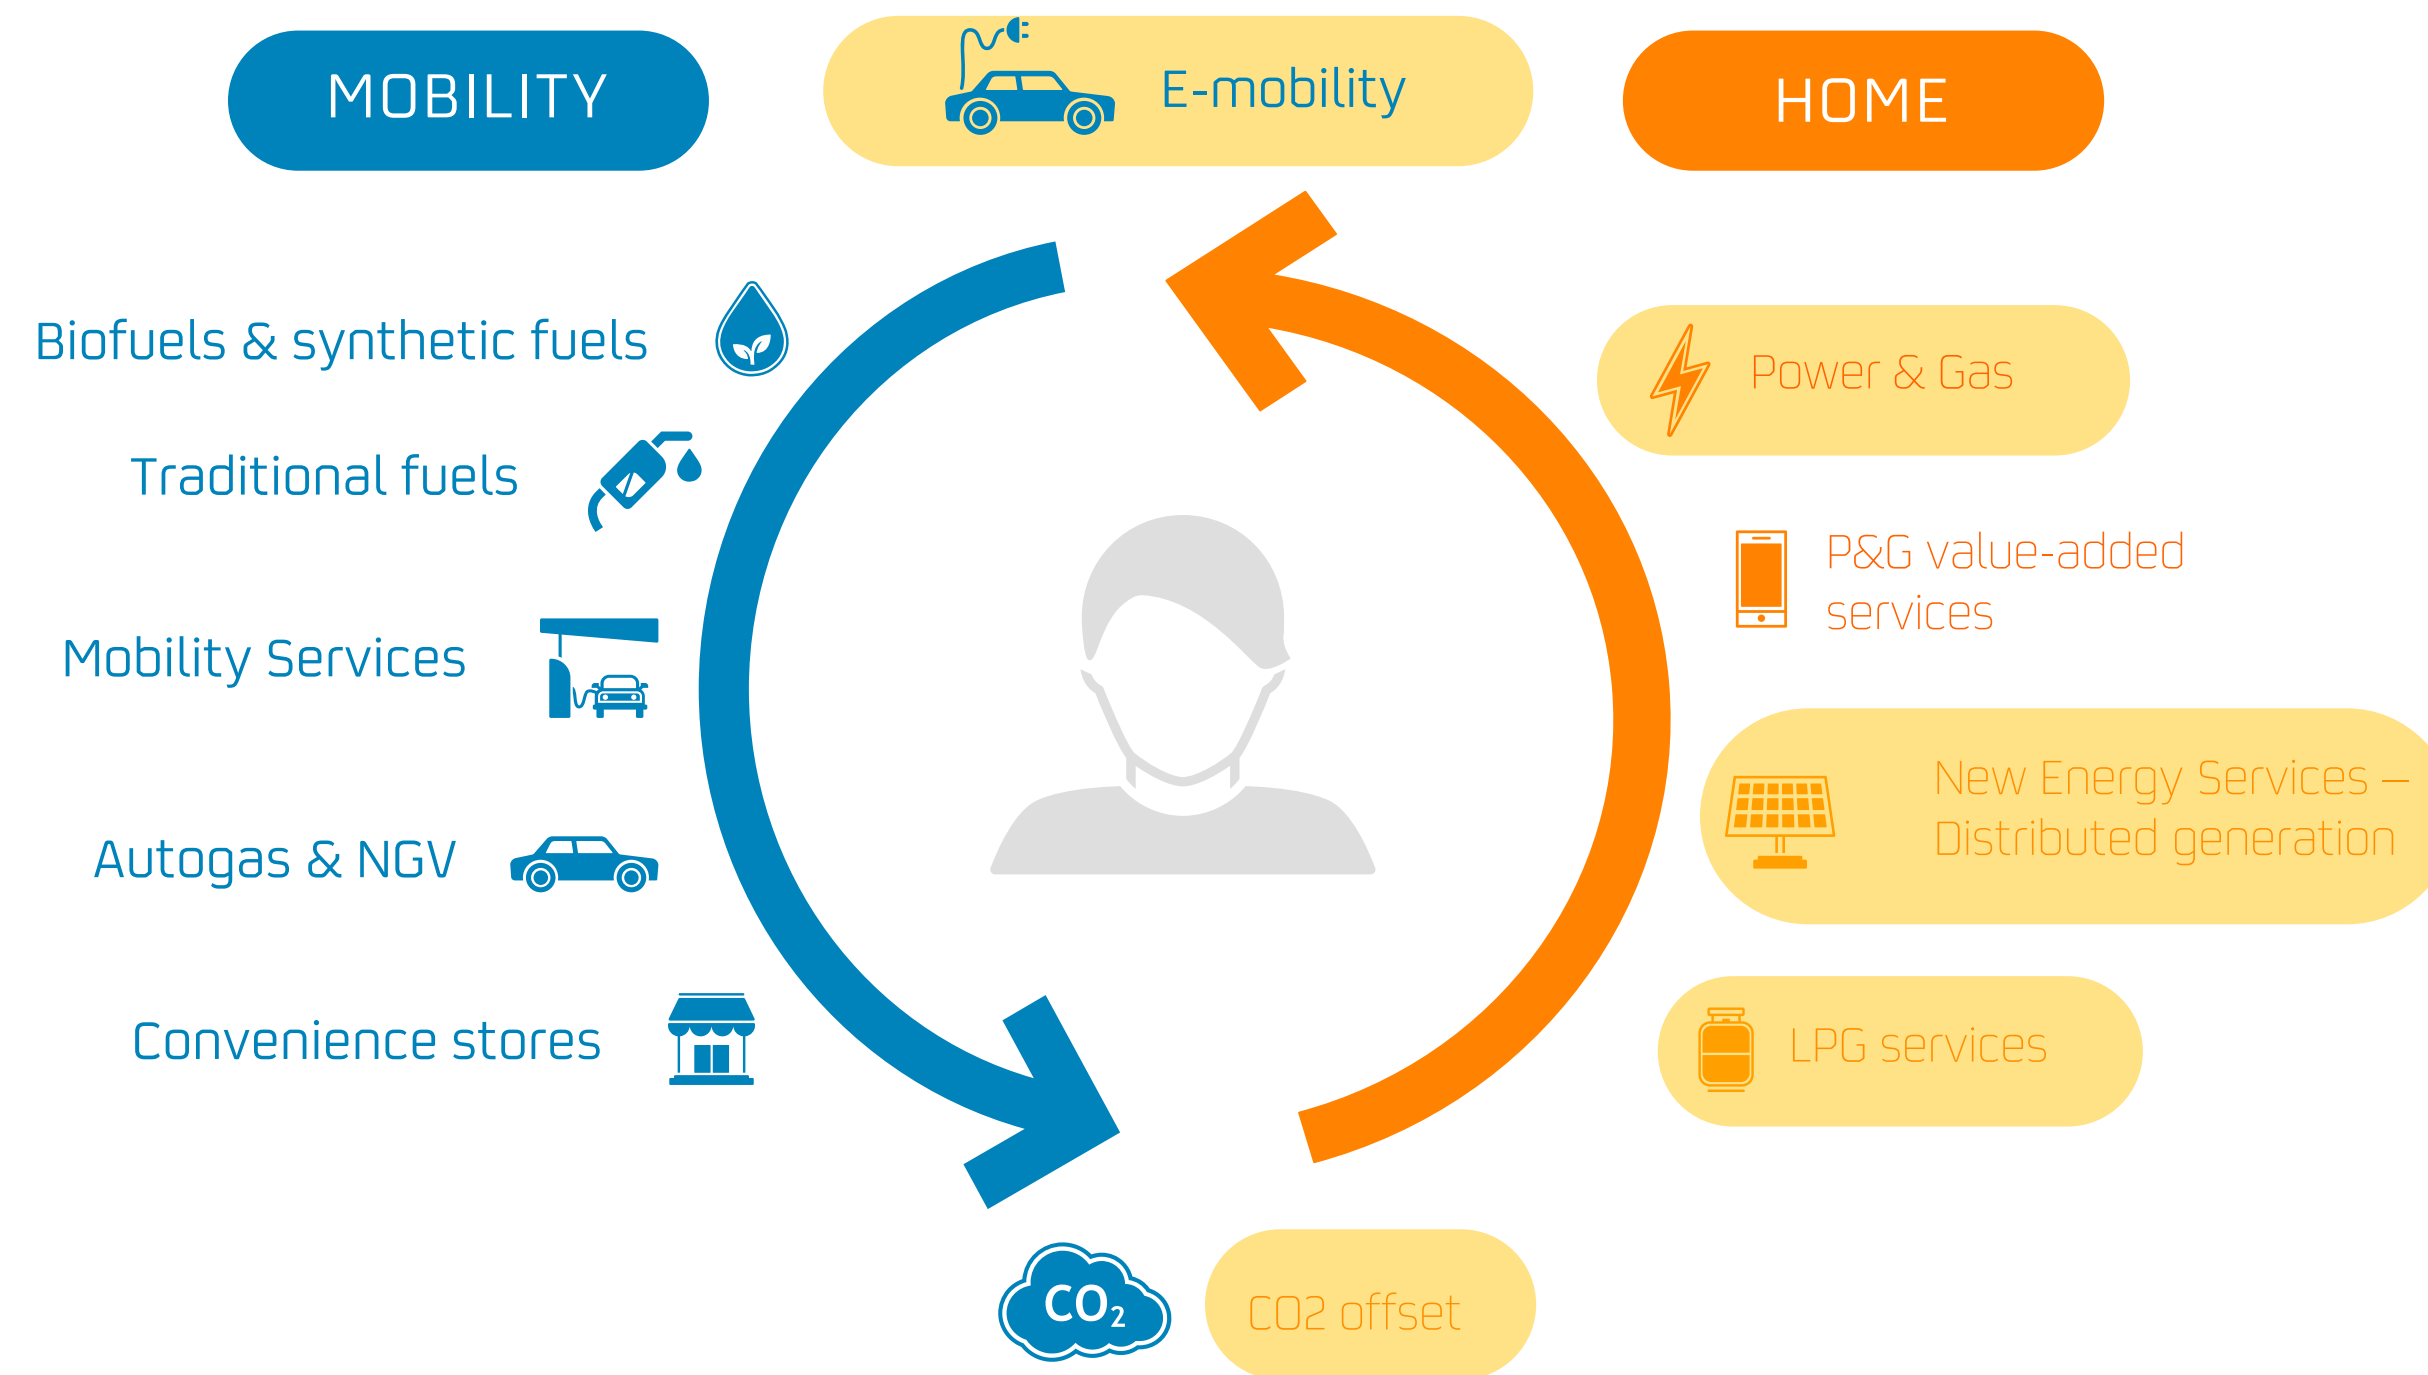 MOBILITY
E-mobility
HOME
Biofuels & synthetic fuels
Traditional fuels
Mobility Services
Autogas & NGV
Convenience stores
Power & Gas
P&G value-added
services
New Energy Services –
Distributed generation
LPG services
CO₂
CO2 offset